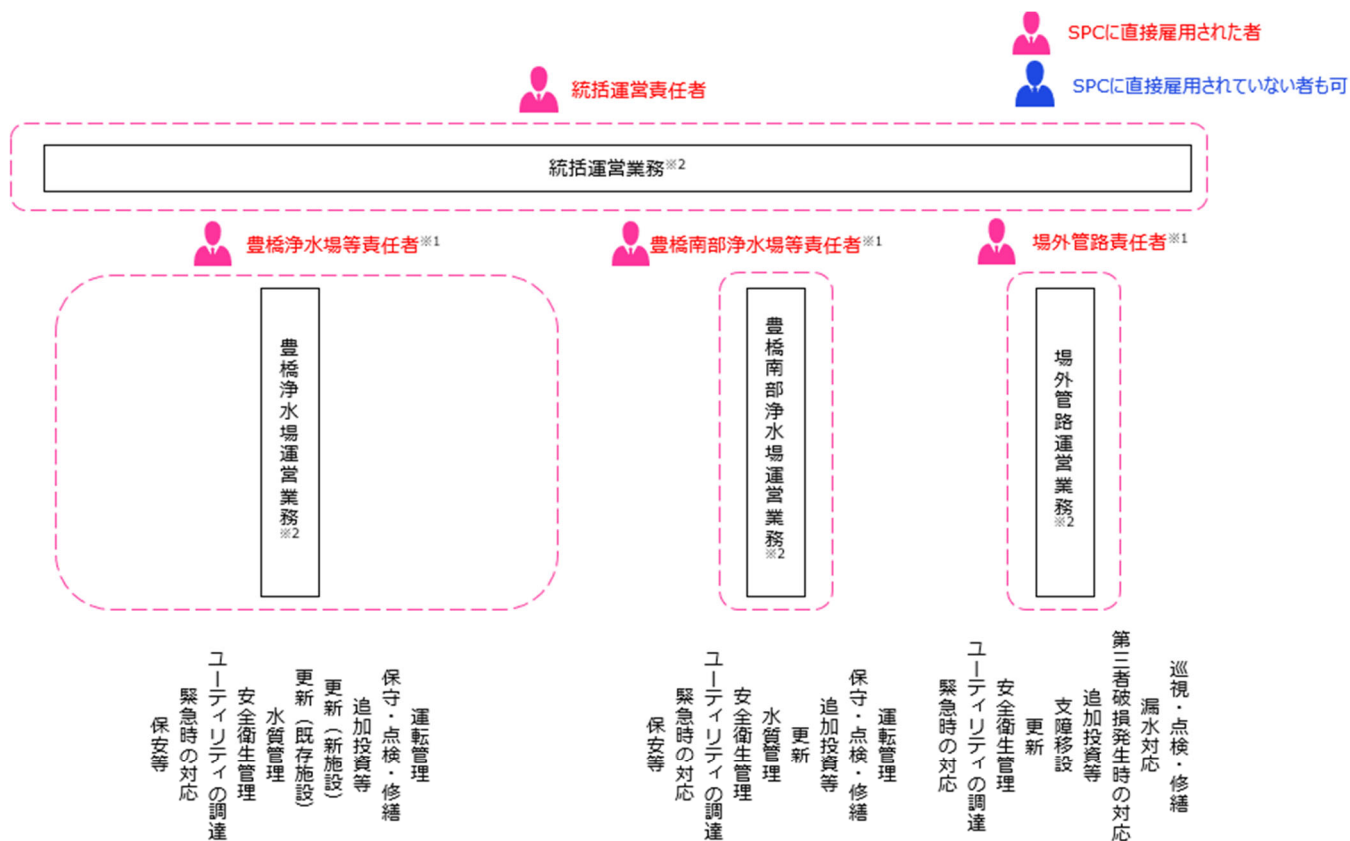 SPCに直接雇用された者
SPCに直接雇用されていない者も可
統括運営責任者
統括運営業務※2
豊橋浄水場等責任者※1
豊橋南部浄水場等責任者※1
場外管路責任者※1
豊橋浄水場運営業務※2
豊橋南部浄水場運営業務※2
場外管路運営業務※2
運転管理
保守・点検・修繕
追加投資等
更新（新施設）
更新（既存施設）
水質管理
安全衛生管理
ユーティリティの調達
緊急時の対応
保安等
運転管理
保守・点検・修繕
追加投資等
更新
水質管理
安全衛生管理
ユーティリティの調達
緊急時の対応
保安等
巡視・点検・修繕
漏水対応
第三者破損発生時の対応
追加投資等
支障移設
更新
安全衛生管理
ユーティリティの調達
緊急時の対応